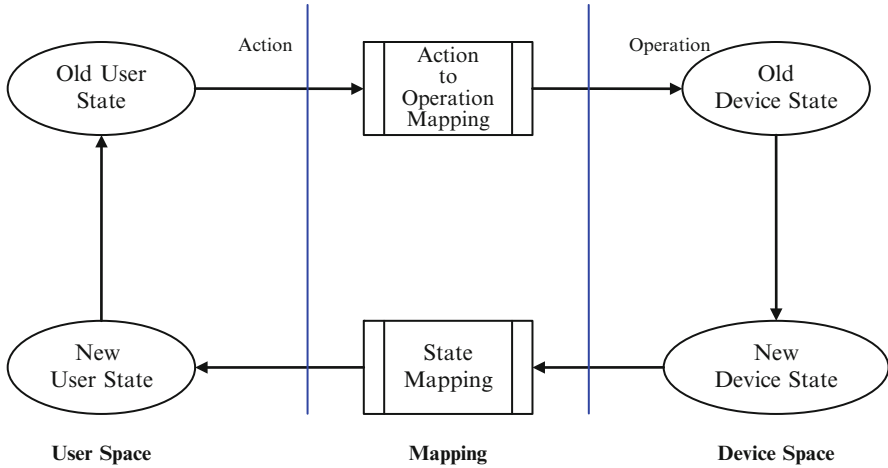 Action
Operation
Old User
State
Action
to
Operation
Mapping
Old
Device State
New
User State
State
Mapping
New
Device State
User Space
Mapping
Device Space